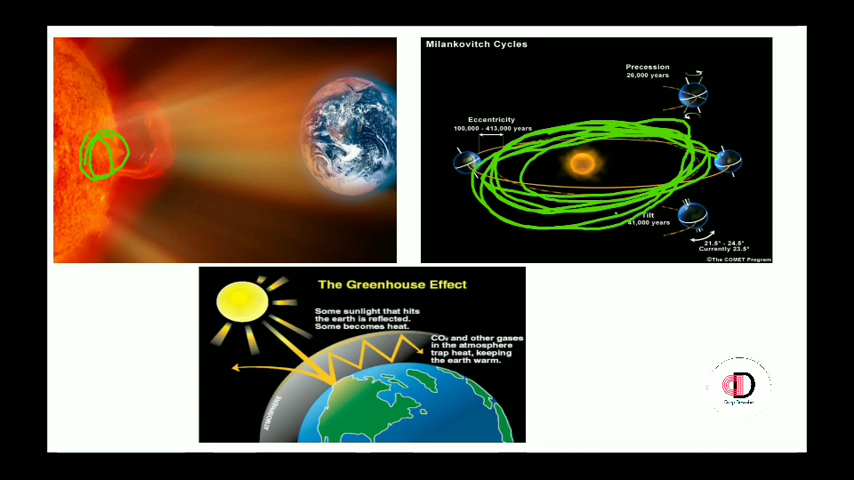 Milankovitch Cycles
Precession
26,000 years
Eccentricity
100,000 - 413,000 years
Tilt
41,000 years
21.5° - 24.5°
Currently 23.5°
©The COMET Program
The Greenhouse Effect
Some sunlight that hits
the earth is reflected.
Some becomes heat.
CO₂ and other gases
in the atmosphere
trap heat, keeping
the earth warm.
ATMOSPHERE